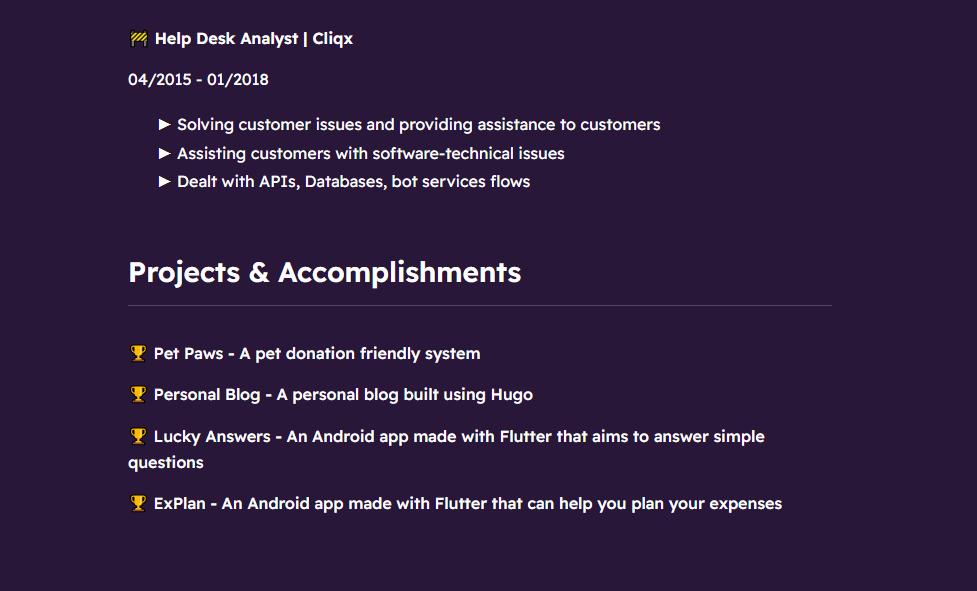 🚧 Help Desk Analyst | Cliqx
04/2015 - 01/2018
► Solving customer issues and providing assistance to customers
► Assisting customers with software-technical issues
► Dealt with APIs, Databases, bot services flows
Projects & Accomplishments
🏆 Pet Paws - A pet donation friendly system
🏆 Personal Blog - A personal blog built using Hugo
🏆 Lucky Answers - An Android app made with Flutter that aims to answer simple
questions
🏆 ExPlan - An Android app made with Flutter that can help you plan your expenses